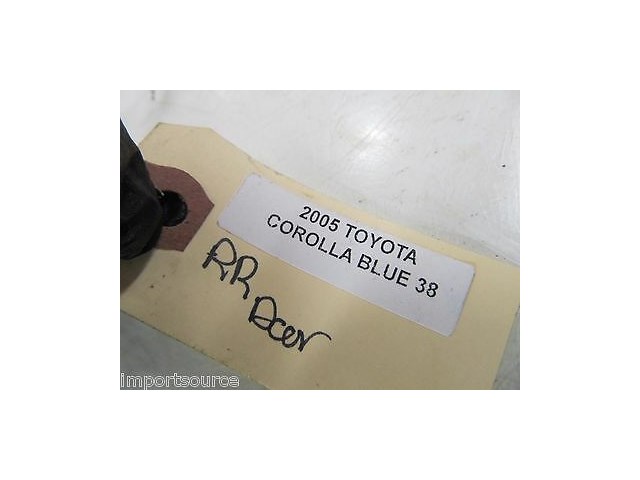 2005 TOYOTA
COROLLA BLUE 38
RR
Door
importsource